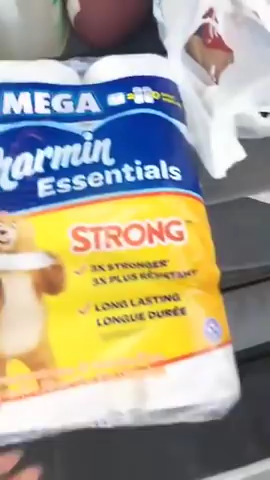 MEGA
Charmin
Essentials
STRONG
3X STRONGER*
3X PLUS RÉSISTANT*
LONG LASTING
LONGUE DURÉE